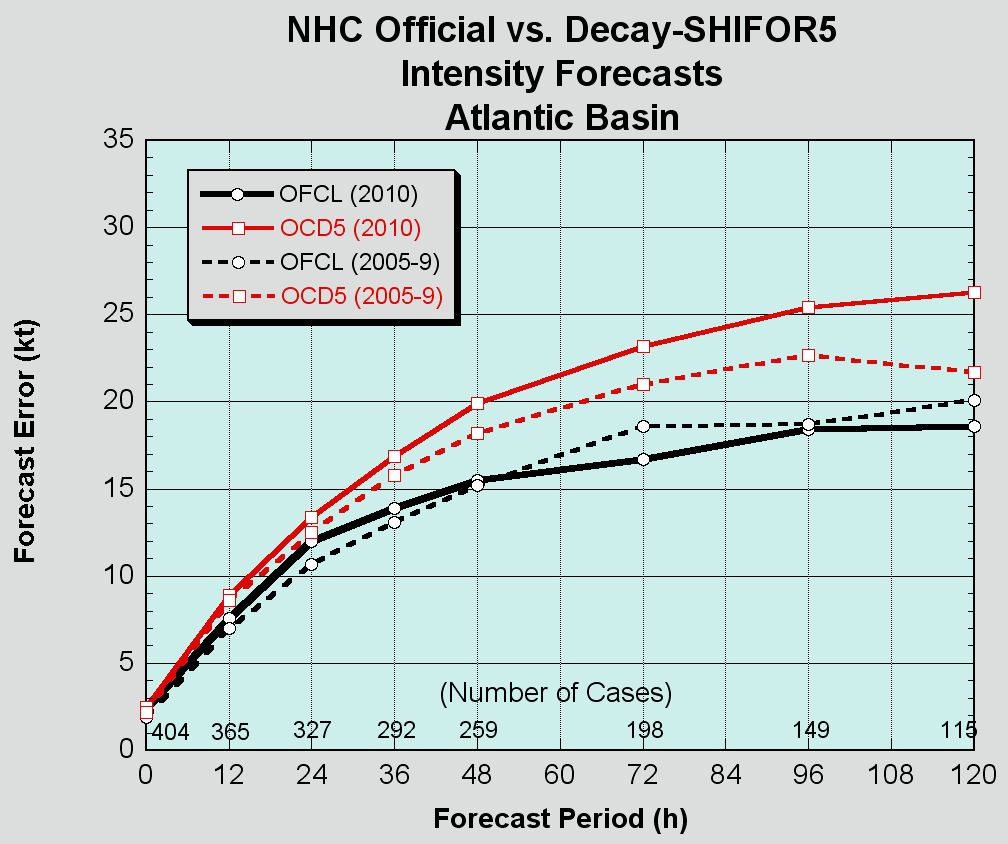 NHC Official vs. Decay-SHIFOR5
Intensity Forecasts
Atlantic Basin
35
30
25
20
15
10
5
0
Forecast Error (kt)
OFCL (2010)
OCD5 (2010)
OFCL (2005-9)
OCD5 (2005-9)
(Number of Cases)
404 365 327 292 259 198 149 115
0 12 24 36 48 60 72 84 96 108 120
Forecast Period (h)